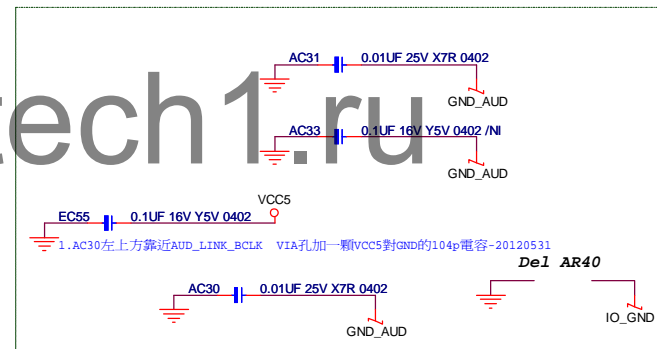 AC31 0.01UF 25V X7R 0402
GND_AUD
tech1.ru
AC33 0.1UF 16V Y5V 0402 /NI
GND_AUD
VCC5
EC55 0.1UF 16V Y5V 0402
1.AC30左上方靠近AUD_LINK_BCLK VIA孔加一顆VCC5對GND的104p電容-20120531
Del AR40
AC30 0.01UF 25V X7R 0402
GND_AUD
IO_GND